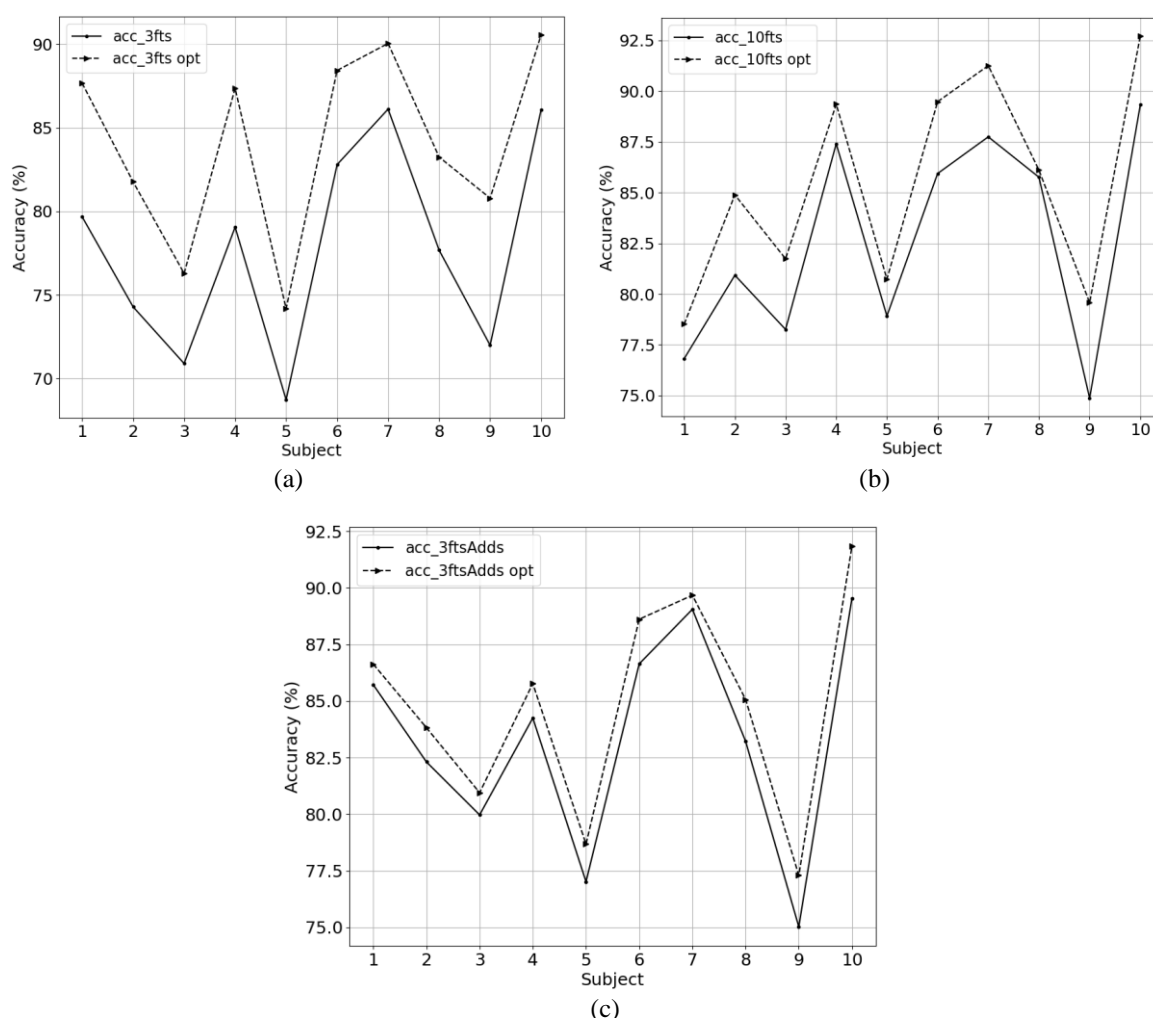 acc_3fts
acc_3fts opt
90
85
80
75
70
Accuracy (%)
1 2 3 4 5 6 7 8 9 10
Subject
(a)
acc_10fts
acc_10fts opt
92.5
90.0
87.5
85.0
82.5
80.0
77.5
75.0
Accuracy (%)
1 2 3 4 5 6 7 8 9 10
Subject
(b)
acc_3ftsAdds
acc_3ftsAdds opt
92.5
90.0
87.5
85.0
82.5
80.0
77.5
75.0
Accuracy (%)
1 2 3 4 5 6 7 8 9 10
Subject
(c)